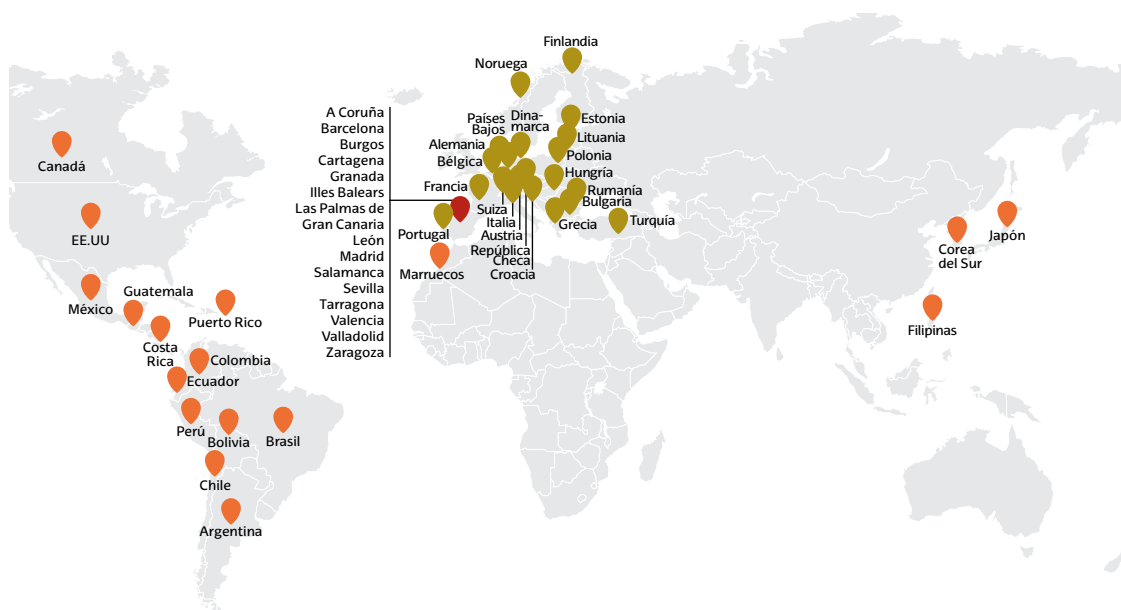 Finlandia
Noruega
A Coruña
Barcelona
Burgos
Cartagena
Granada
Illes Balears
Las Palmas de
Gran Canaria
León
Madrid
Salamanca
Sevilla
Tarragona
Valencia
Valladolid
Zaragoza
Países
Bajos
Dina-
marca
Estonia
Lituania
Alemania
Polonia
Bélgica
Hungría
Francia
Rumanía
Bulgaria
Suiza
Italia
Austria
República
Checa
Croacia
Grecia
Turquía
Portugal
Marruecos
Canadá
EE.UU
México
Guatemala
Puerto Rico
Costa
Rica
Colombia
Ecuador
Perú
Bolivia
Brasil
Chile
Argentina
Corea
del Sur
Japón
Filipinas